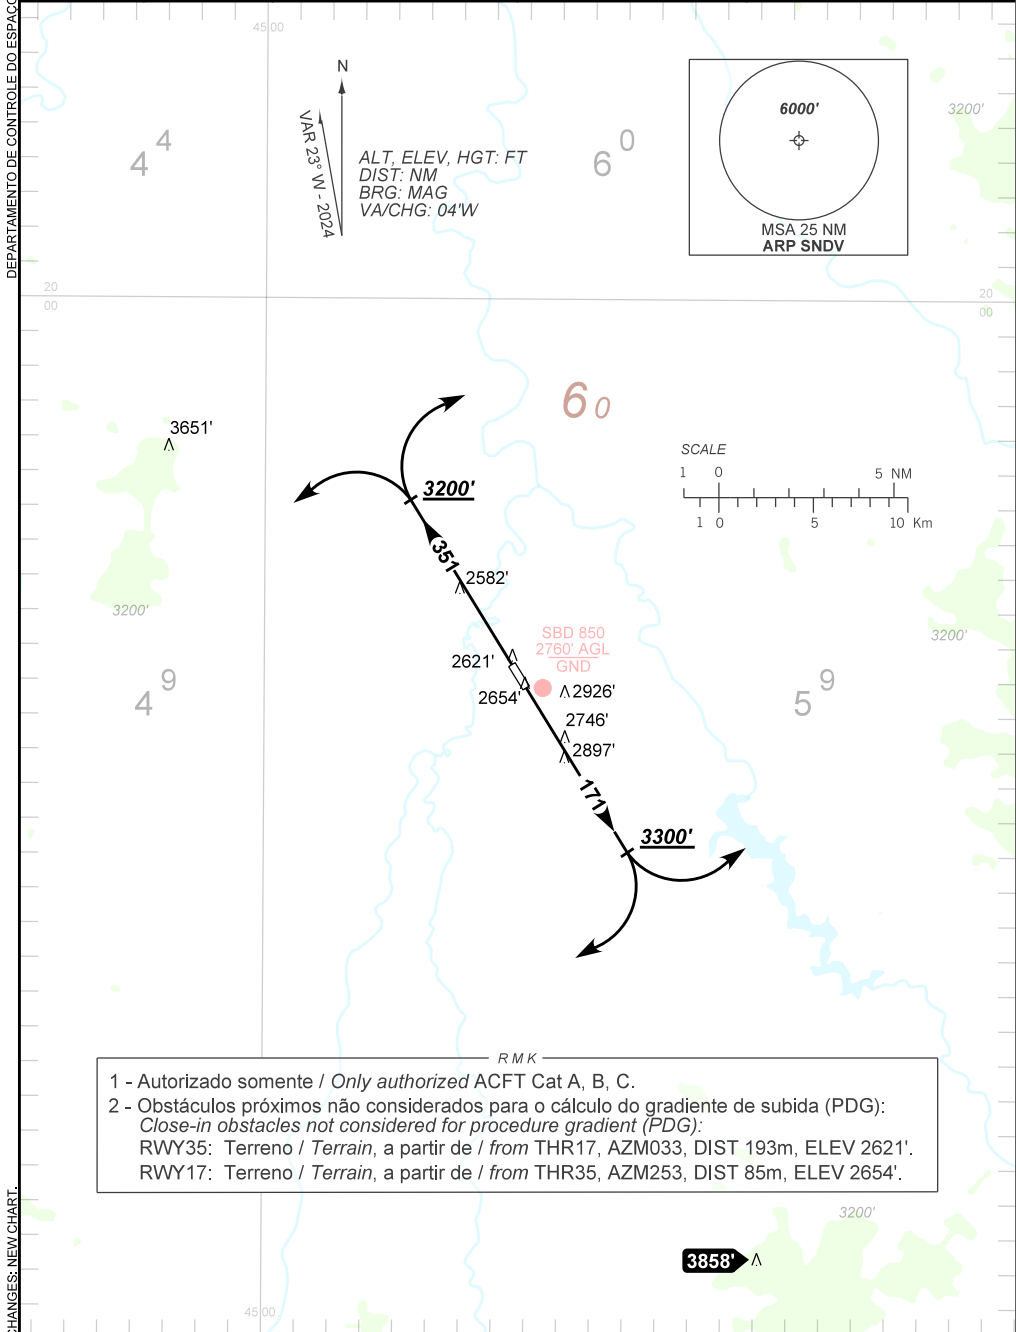 DEPARTAMENTO DE CONTROLE DO ESPAÇO
45 00
N
VAR 23° W - 2024
ALT, ELEV, HGT: FT
DIST: NM
BRG: MAG
VA/CHG: 04'W
4 4
6 0
6000'
MSA 25 NM
ARP SNDV
3200'
20
00
20
00
6 0
3651'
SCALE
1 0 5 NM
1 0 5 10 Km
3200'
351
2582'
3200'
3200'
SBD 850
2760' AGL
GND
2621'
2654'
2926'
4 9
5 9
2746'
2897'
171
3300'
RMK
1 - Autorizado somente / Only authorized ACFT Cat A, B, C.
2 - Obstáculos próximos não considerados para o cálculo do gradiente de subida (PDG):
Close-in obstacles not considered for procedure gradient (PDG):
RWY35: Terreno / Terrain, a partir de / from THR17, AZM033, DIST 193m, ELEV 2621'.
RWY17: Terreno / Terrain, a partir de / from THR35, AZM253, DIST 85m, ELEV 2654'.
3200'
3858'
45 00
CHANGES: NEW CHART.